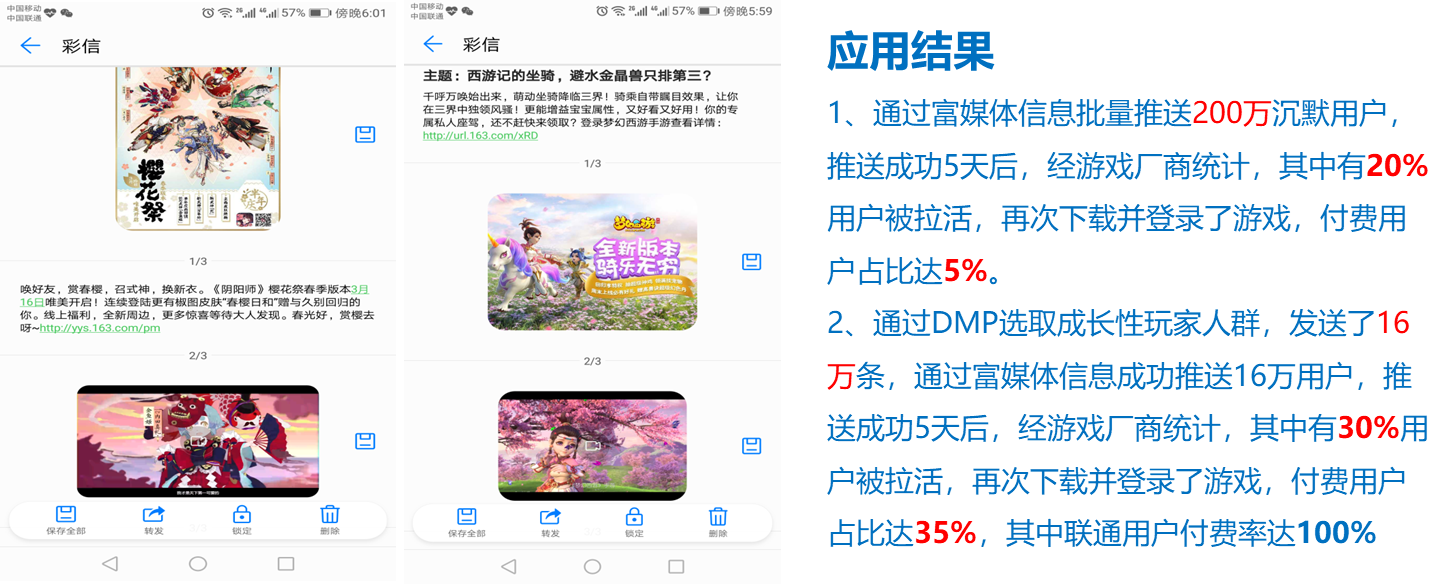 中国移动
中国联通
2G
4G
57%
傍晚6:01
彩信
樱花祭
半年庆
1/3
唤好友，赏春樱，召式神，换新衣。《阴阳师》樱花祭春季版本3月
16日唯美开启！连续登陆更有椒图皮肤"春樱日和"赠与久别回归的
你。线上福利，全新周边，更多惊喜等待大人发现。春光好，赏樱去
呀~http://yys.163.com/pm
2/3
保存全部
转发
锁定
删除
中国移动
中国联通
2G
4G
57%
傍晚5:59
彩信
主题：西游记的坐骑，避水金晶兽只排第三？
千呼万唤始出来，萌动坐骑降临三界！骑乘自带瞩目效果，让你
在三界中独领风骚！更能增益宝宝属性，又好看又好用！你的专
属私人座驾，还不赶快来领取？登录梦幻西游手游查看详情：
http://url.163.com/xRD
1/3
梦幻西游
全新版本
骑乐无穷
2/3
保存全部
转发
锁定
删除
应用结果
1、通过富媒体信息批量推送200万沉默用户，
推送成功5天后，经游戏厂商统计，其中有20%
用户被拉活，再次下载并登录了游戏，付费用
户占比达5%。
2、通过DMP选取成长性玩家人群，发送了16
万条，通过富媒体信息成功推送16万用户，推
送成功5天后，经游戏厂商统计，其中有30%用
户被拉活，再次下载并登录了游戏，付费用户
占比达35%，其中联通用户付费率达100%